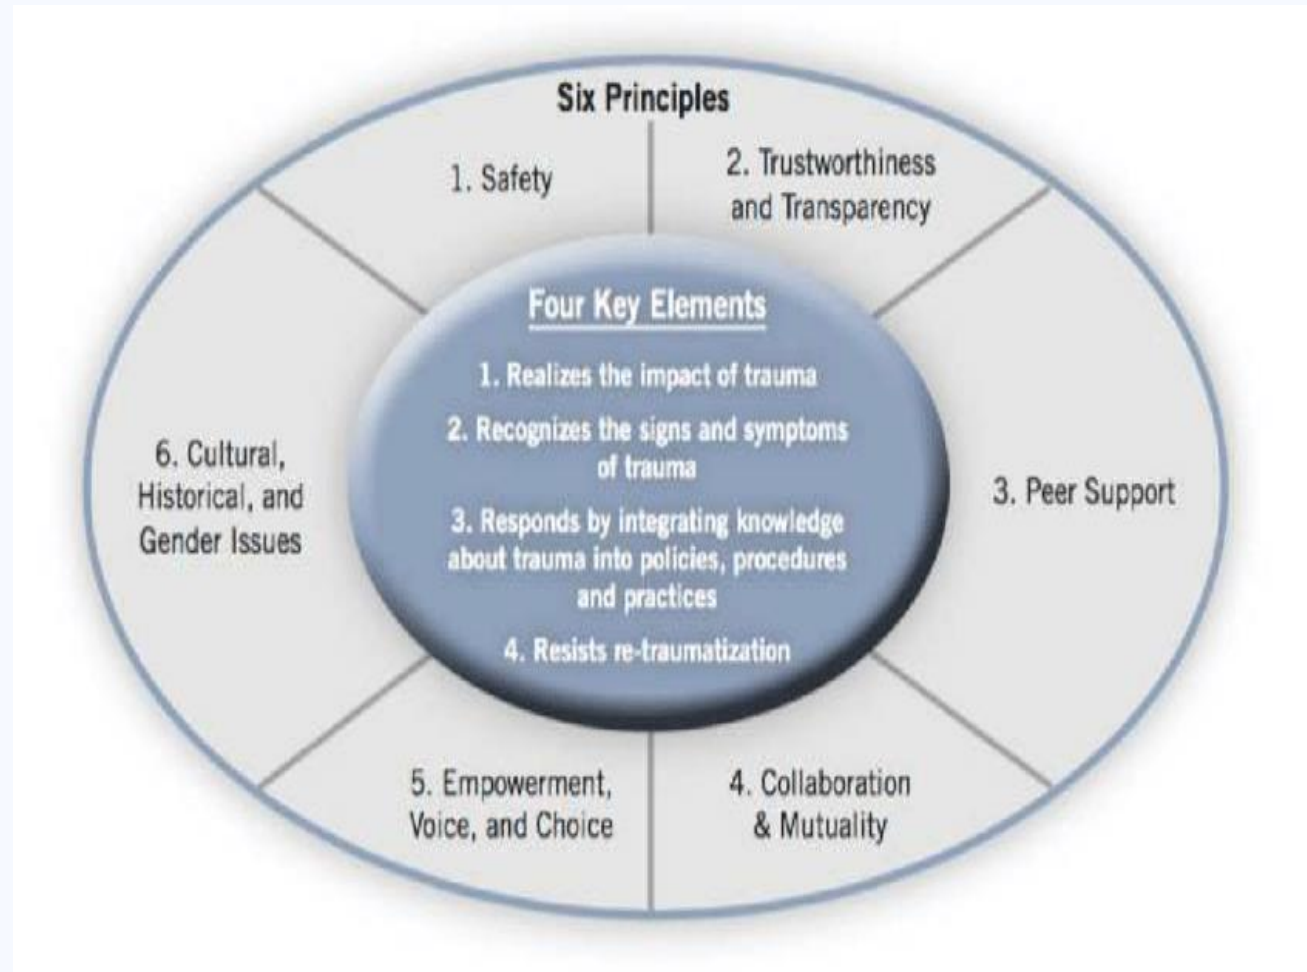 Six Principles
1. Safety
2. Trustworthiness
and Transparency
3. Peer Support
4. Collaboration
& Mutuality
5. Empowerment,
Voice, and Choice
6. Cultural,
Historical, and
Gender Issues
Four Key Elements
1. Realizes the impact of trauma
2. Recognizes the signs and symptoms
of trauma
3. Responds by integrating knowledge
about trauma into policies, procedures
and practices
4. Resists re-traumatization